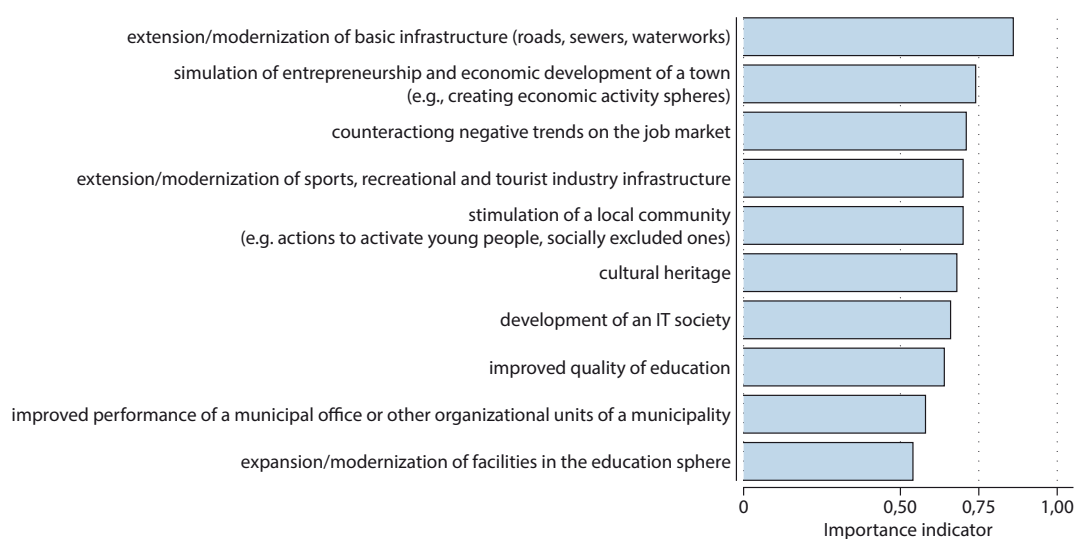 extension/modernization of basic infrastructure (roads, sewers, waterworks)
simulation of entrepreneurship and economic development of a town
(e.g., creating economic activity spheres)
counteractiong negative trends on the job market
extension/modernization of sports, recreational and tourist industry infrastructure
stimulation of a local community
(e.g. actions to activate young people, socially excluded ones)
cultural heritage
development of an IT society
improved quality of education
improved performance of a municipal office or other organizational units of a municipality
expansion/modernization of facilities in the education sphere
0 0,50 0,75 1,00
Importance indicator